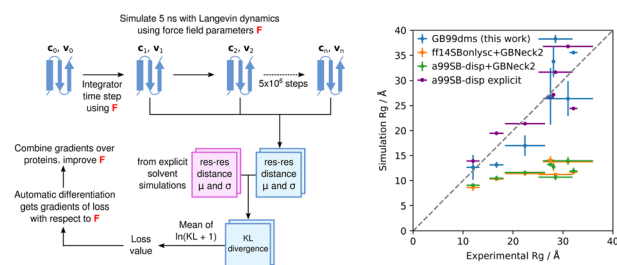 Simulate 5 ns with Langevin dynamics
using force field parameters F
c₀, v₀
c₁, v₁
c₂, v₂
cₙ, vₙ
Integrator
time step
using F
5x10⁶ steps
Combine gradients over
proteins, improve F
from explicit
solvent
simulations
res-res
distance
μ and σ
res-res
distance
μ and σ
Automatic differentiation
gets gradients of loss
with respect to F
Mean of
ln(KL + 1)
Loss
value
KL
divergence
GB99dms (this work)
ff14SBonlysc+GBNeck2
a99SB-disp+GBNeck2
a99SB-disp explicit
Simulation Rg / Å
40
35
30
25
20
15
10
5
0
0 10 20 30 40
Experimental Rg / Å